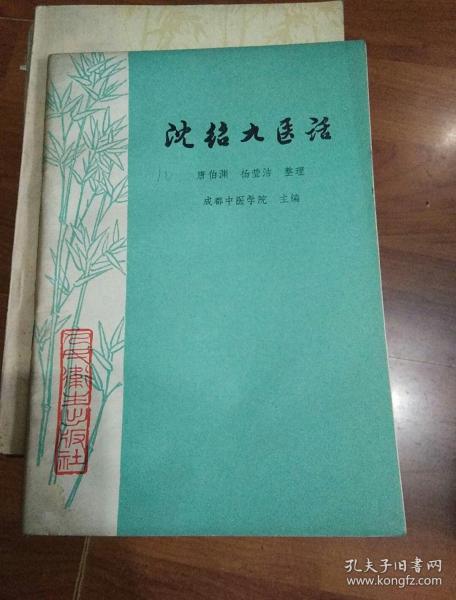 沈绍九医话
唐伯渊 杨莹洁 整理
成都中医学院 主编
人民卫生出版社
孔夫子旧书网
www.kongfz.com